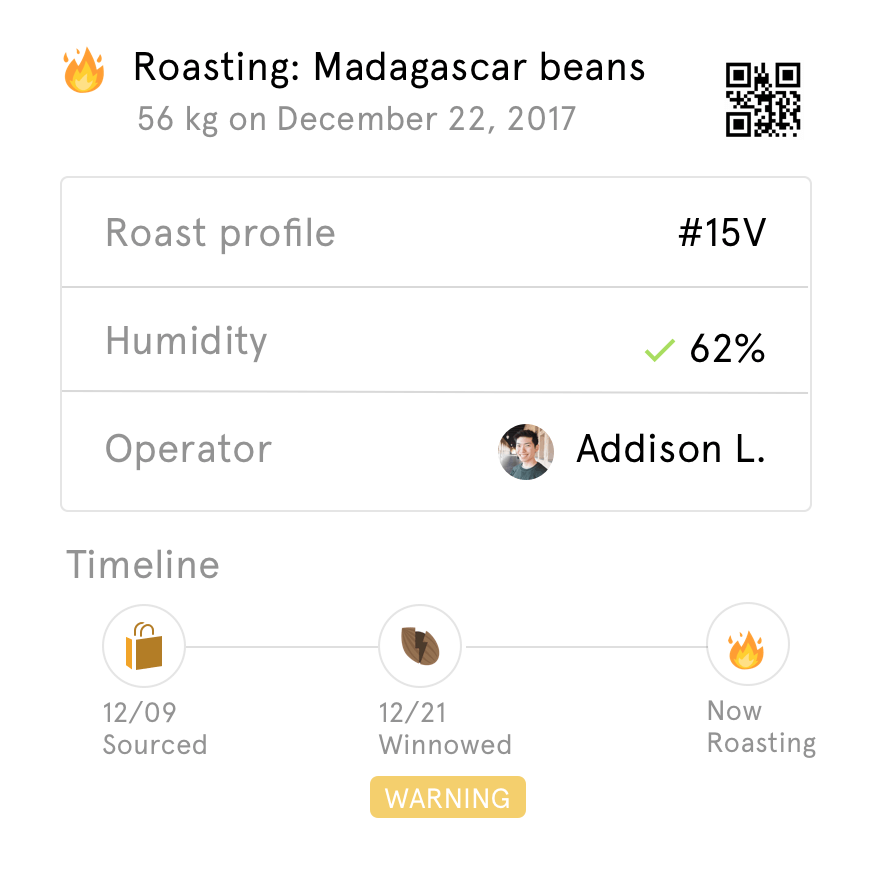 Roasting: Madagascar beans
56 kg on December 22, 2017
Roast profile #15V
Humidity 62%
Operator Addison L.
Timeline
12/09 12/21 Now
Sourced Winnowed Roasting
WARNING